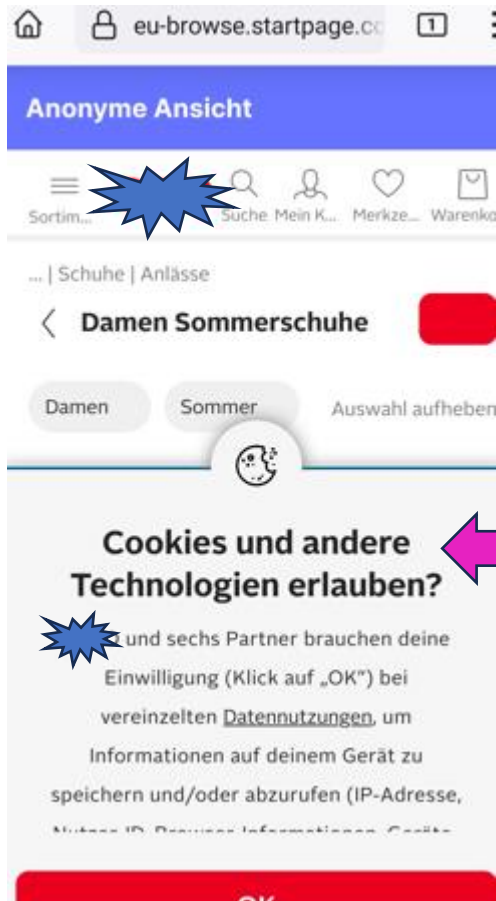 eu-browse.startpage.co
1
Anonyme Ansicht
Sortim... Suche Mein K... Merkze... Warenko
... | Schuhe | Anlässe
Damen Sommerschuhe
Damen Sommer Auswahl aufheben
Cookies und andere
Technologien erlauben?
und sechs Partner brauchen deine
Einwilligung (Klick auf „OK") bei
vereinzelten Datennutzungen, um
Informationen auf deinem Gerät zu
speichern und/oder abzurufen (IP-Adresse,
OK